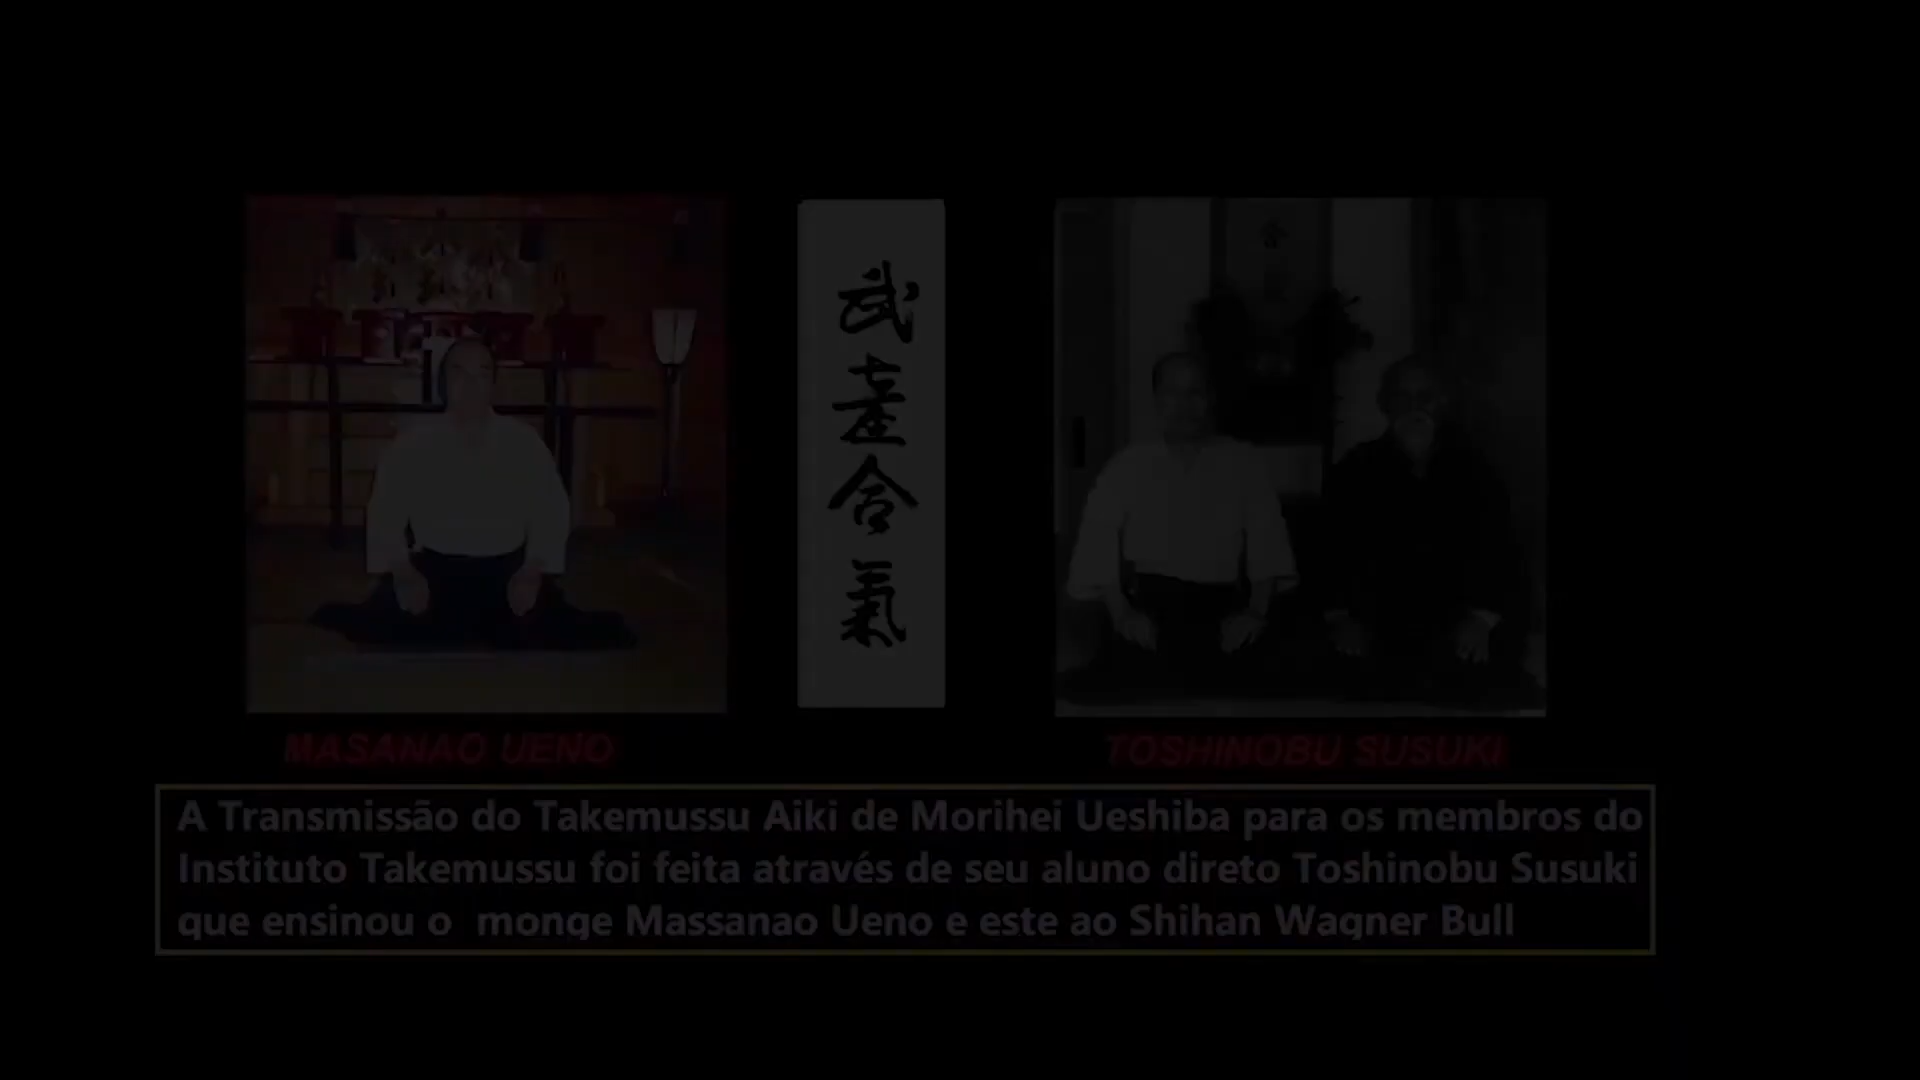 武
産
合
氣
MASANAO UENO
TOSHINOBU SUSUKI
A Transmissão do Takemussu Aiki de Morihei Ueshiba para os membros do
Instituto Takemussu foi feita através de seu aluno direto Toshinobu Susuki
que ensinou o monge Massanao Ueno e este ao Shihan Wagner Bull